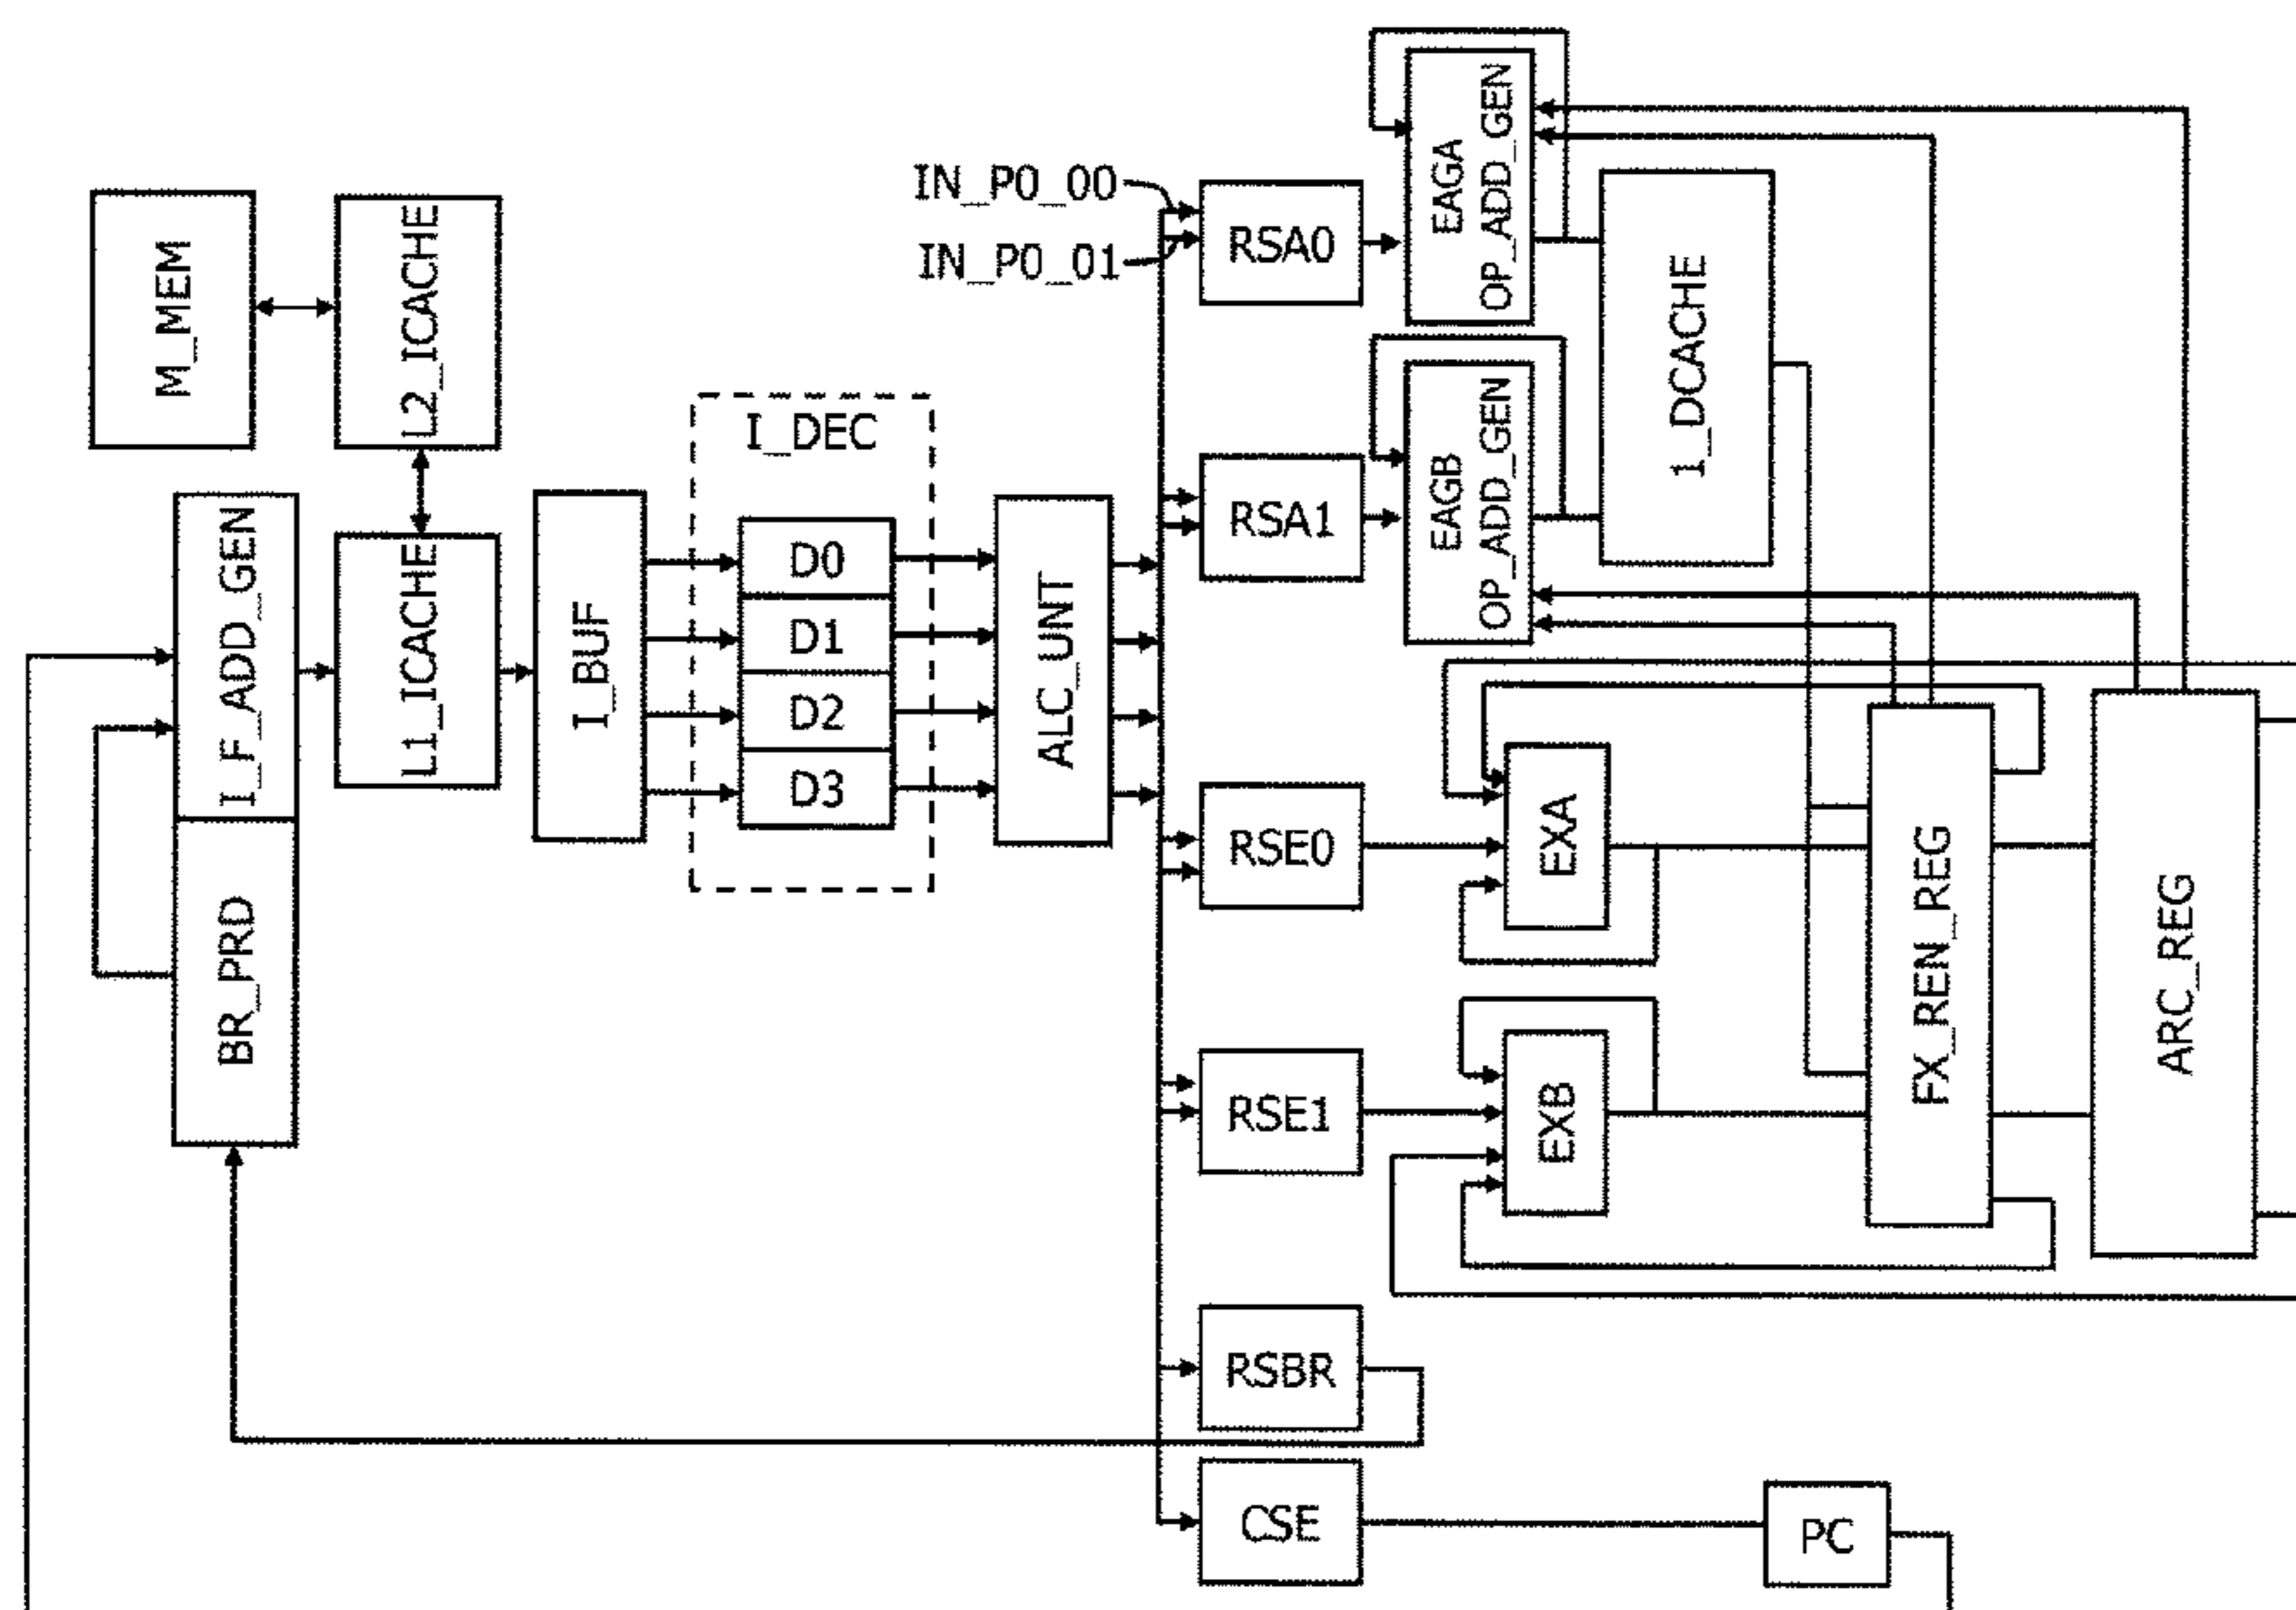 M_MEM
L2_ICACHE
I_F_ADD_GEN
BR_PRD
L1_ICACHE
I_BUF
I_DEC
D0
D1
D2
D3
ALC_UNT
IN_P0_00
IN_P0_01
RSA0
RSA1
RSE0
RSE1
RSBR
CSE
EAGA
OP_ADD_GEN
EAGB
OP_ADD_GEN
1_DCACHE
EXA
EXB
FX_REN_REG
ARC_REG
PC